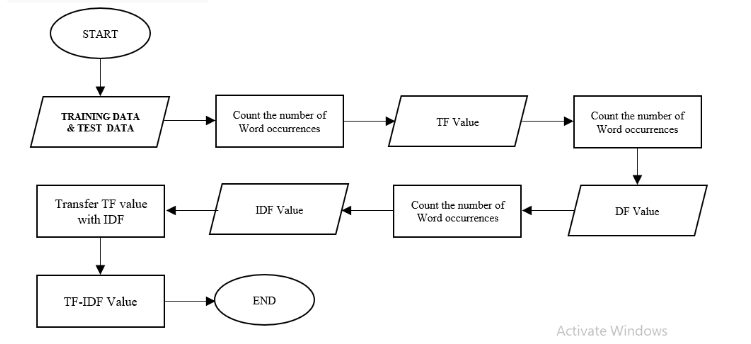 START
TRAINING DATA
& TEST DATA
Count the number of
Word occurrences
TF Value
Count the number of
Word occurrences
DF Value
Count the number of
Word occurrences
IDF Value
Transfer TF value
with IDF
TF-IDF Value
END
Activate Windows